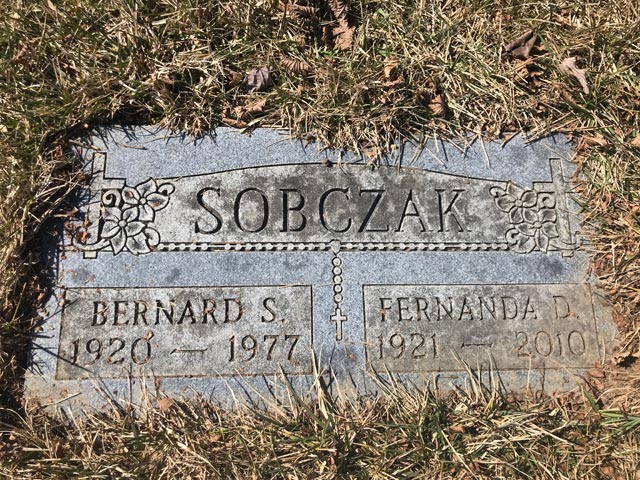 SOBCZAK
BERNARD S.
1920 — 1977
FERNANDA D.
1921 — 2010